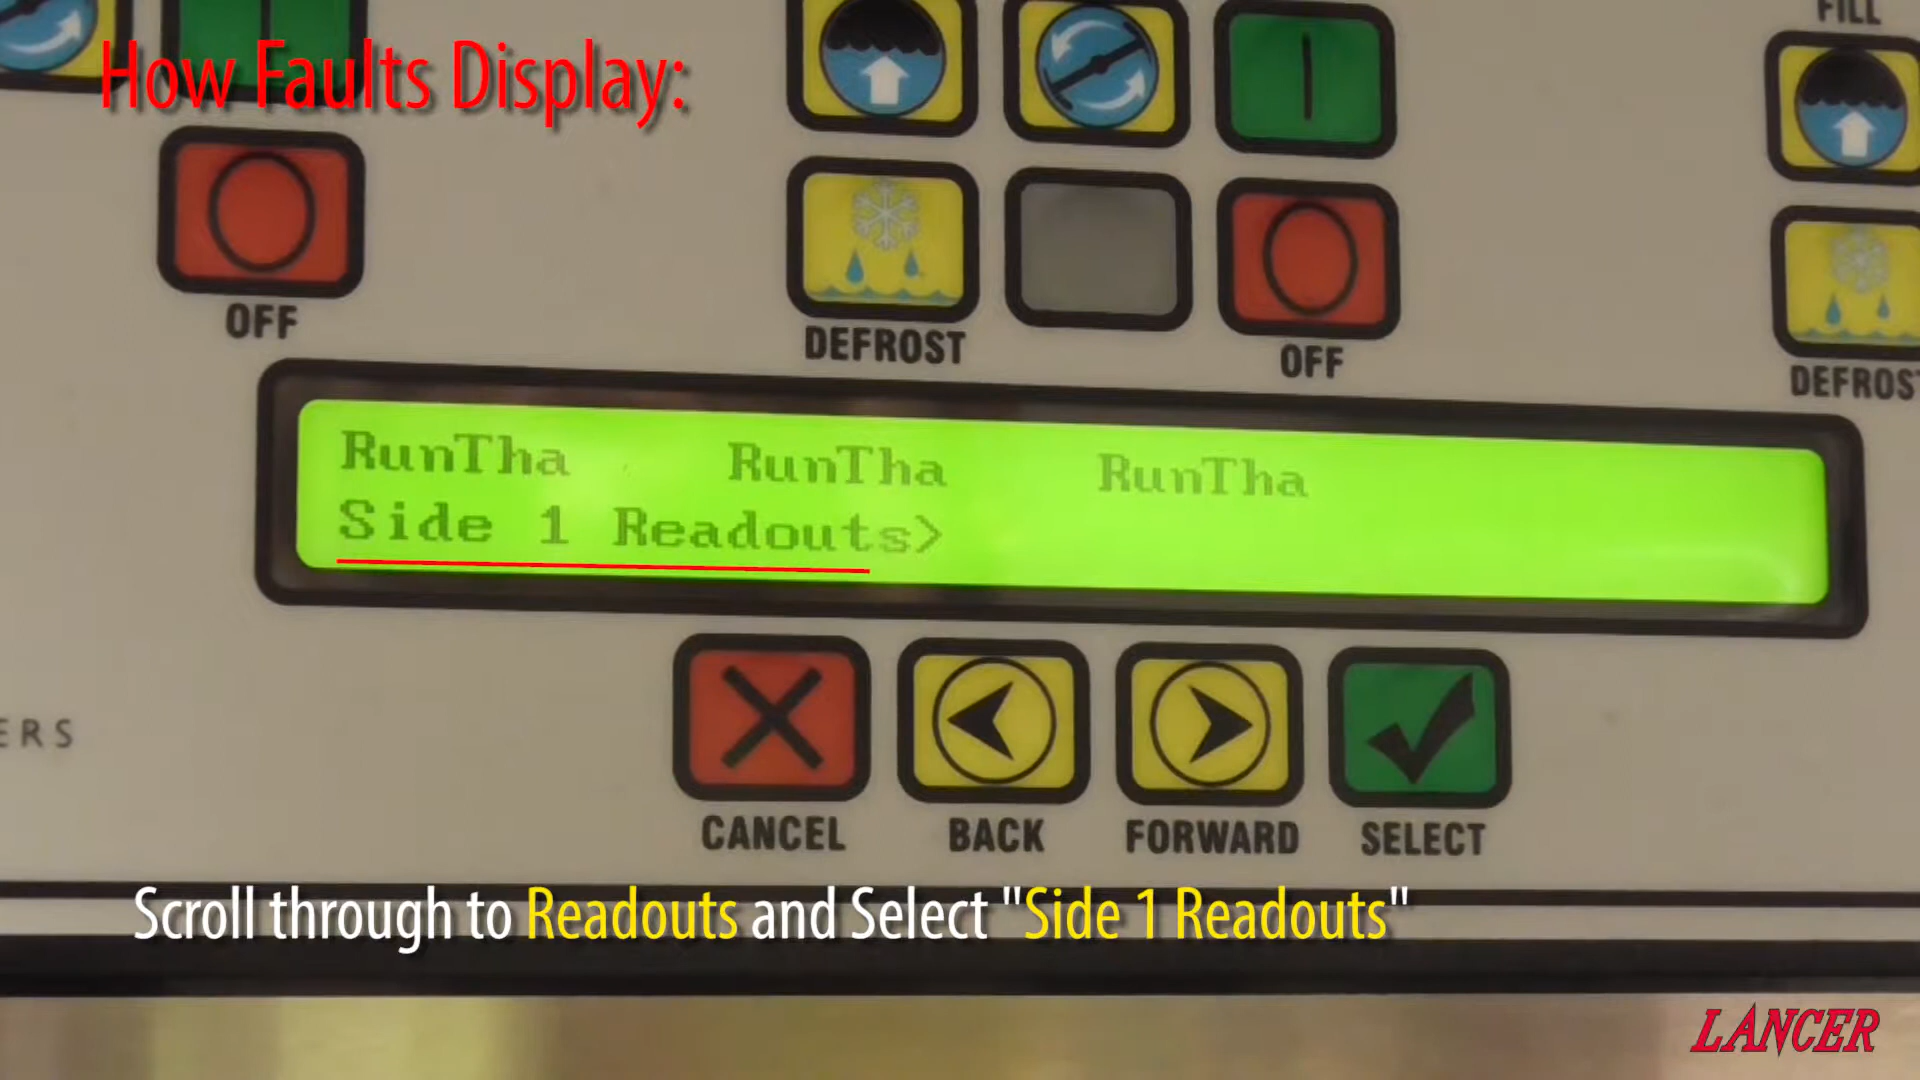 FILL
How Faults Display:
OFF
DEFROST
OFF
DEFROST
RunTha RunTha RunTha
Side 1 Readouts>
ERS
CANCEL
BACK
FORWARD
SELECT
Scroll through to Readouts and Select "Side 1 Readouts"
LANCER